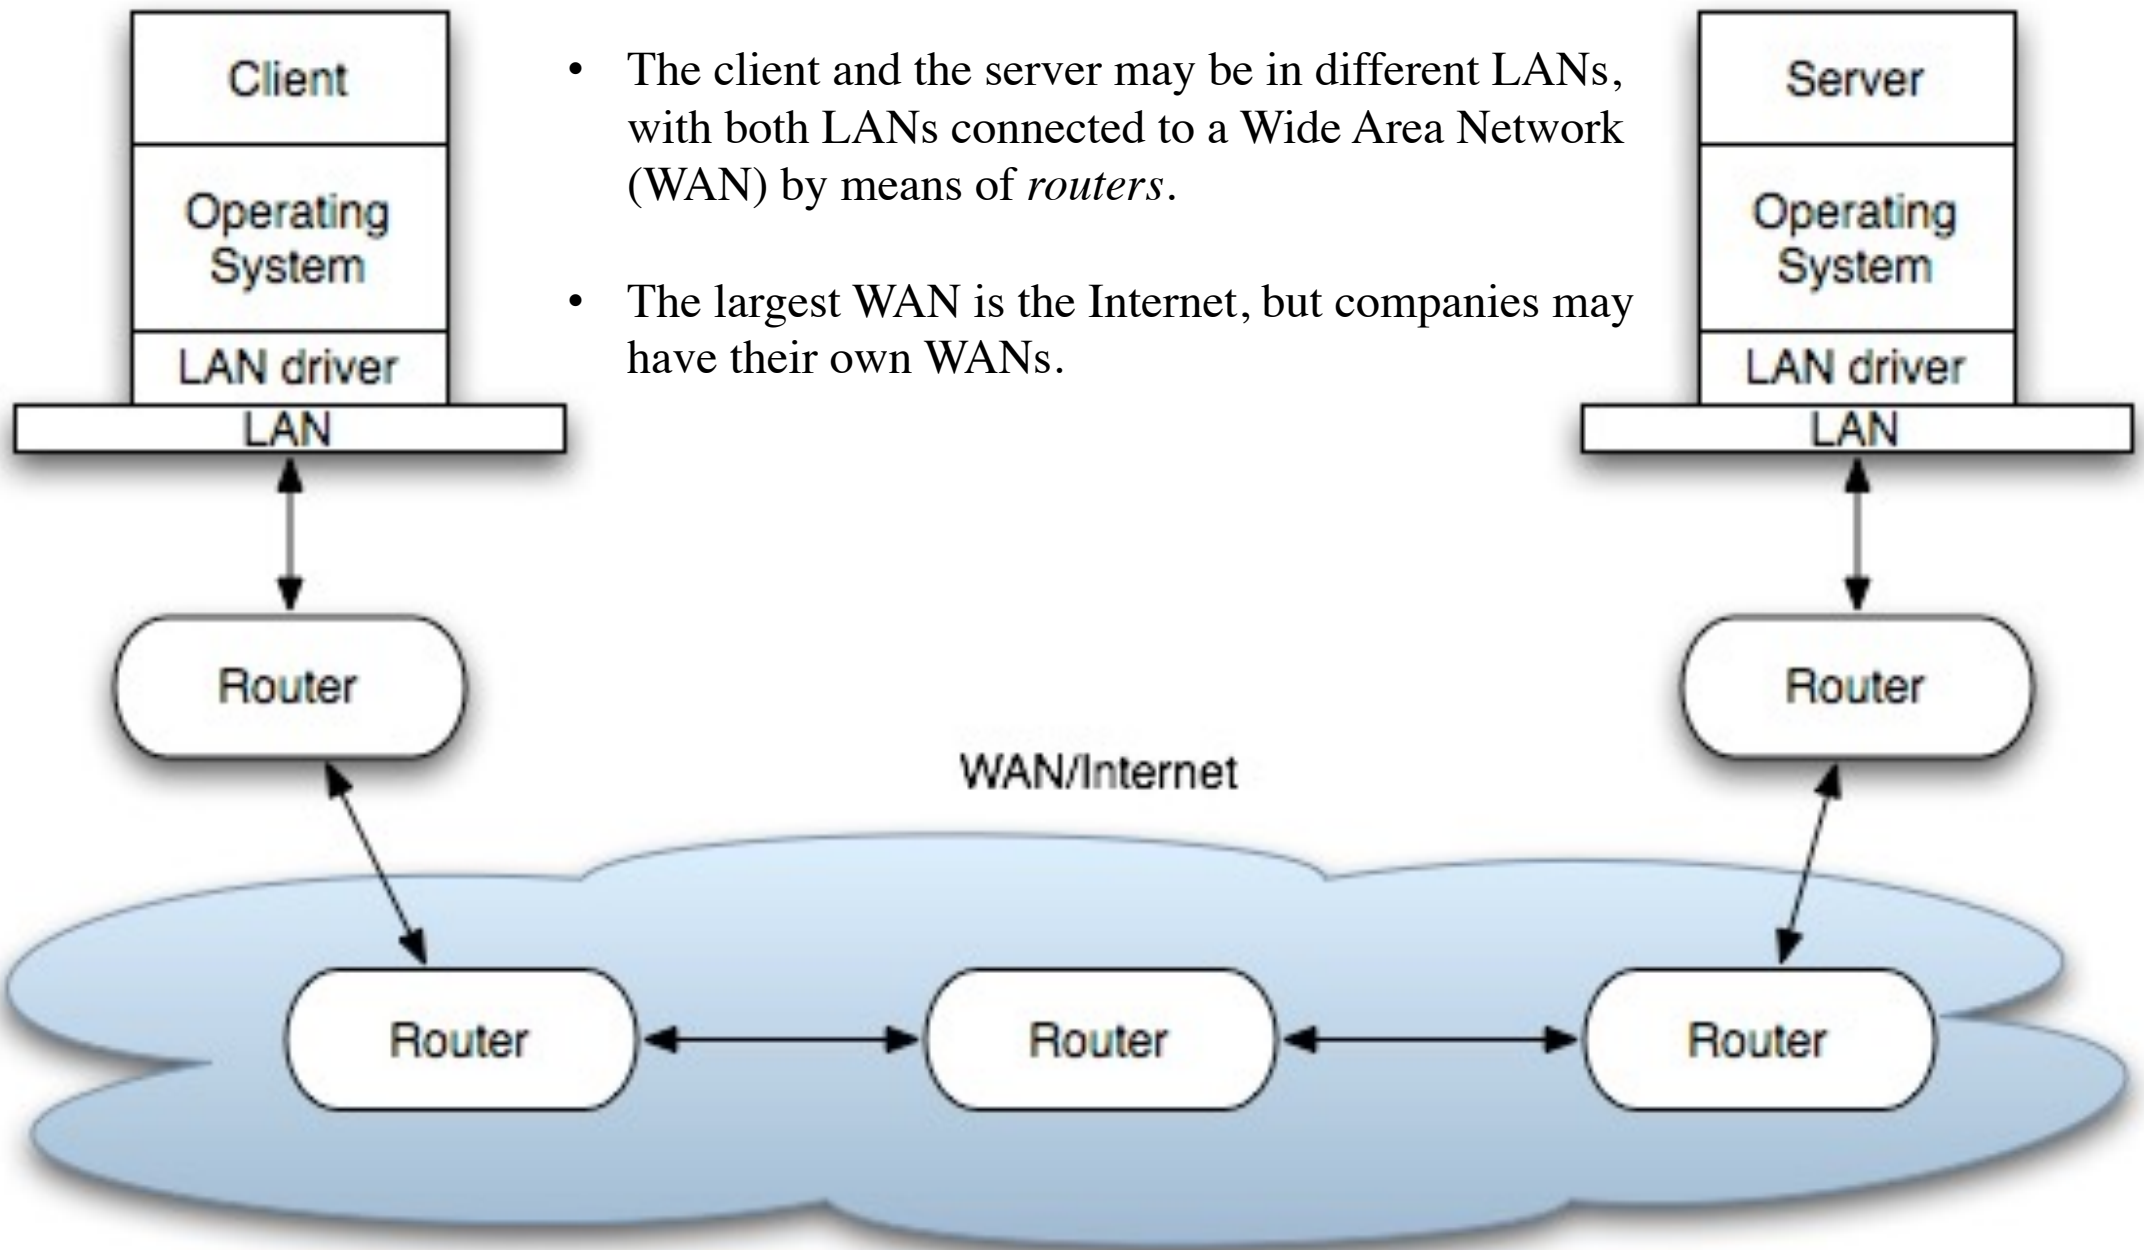 Client
Operating
System
LAN driver
LAN
• The client and the server may be in different LANs,
with both LANs connected to a Wide Area Network
(WAN) by means of routers.
• The largest WAN is the Internet, but companies may
have their own WANs.
Server
Operating
System
LAN driver
LAN
Router
Router
WAN/Internet
Router
Router
Router